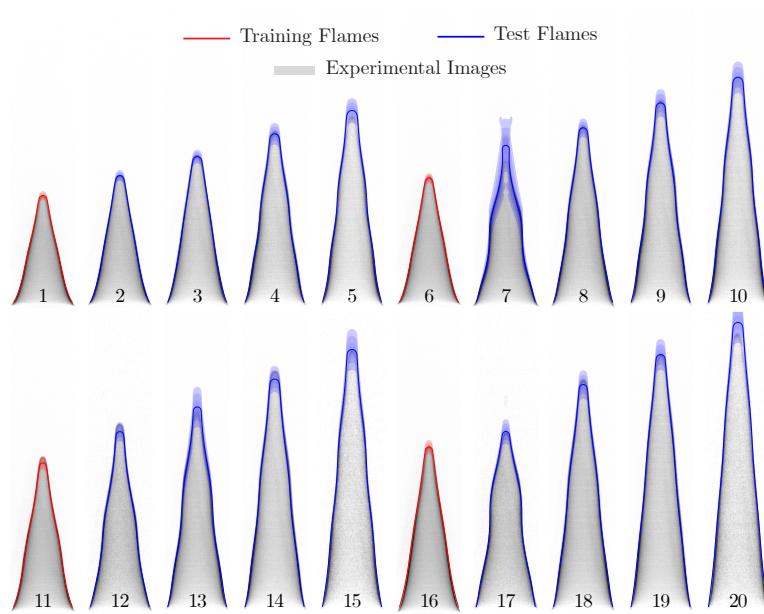 Training Flames
Test Flames
Experimental Images
1 2 3 4 5 6 7 8 9 10
11 12 13 14 15 16 17 18 19 20